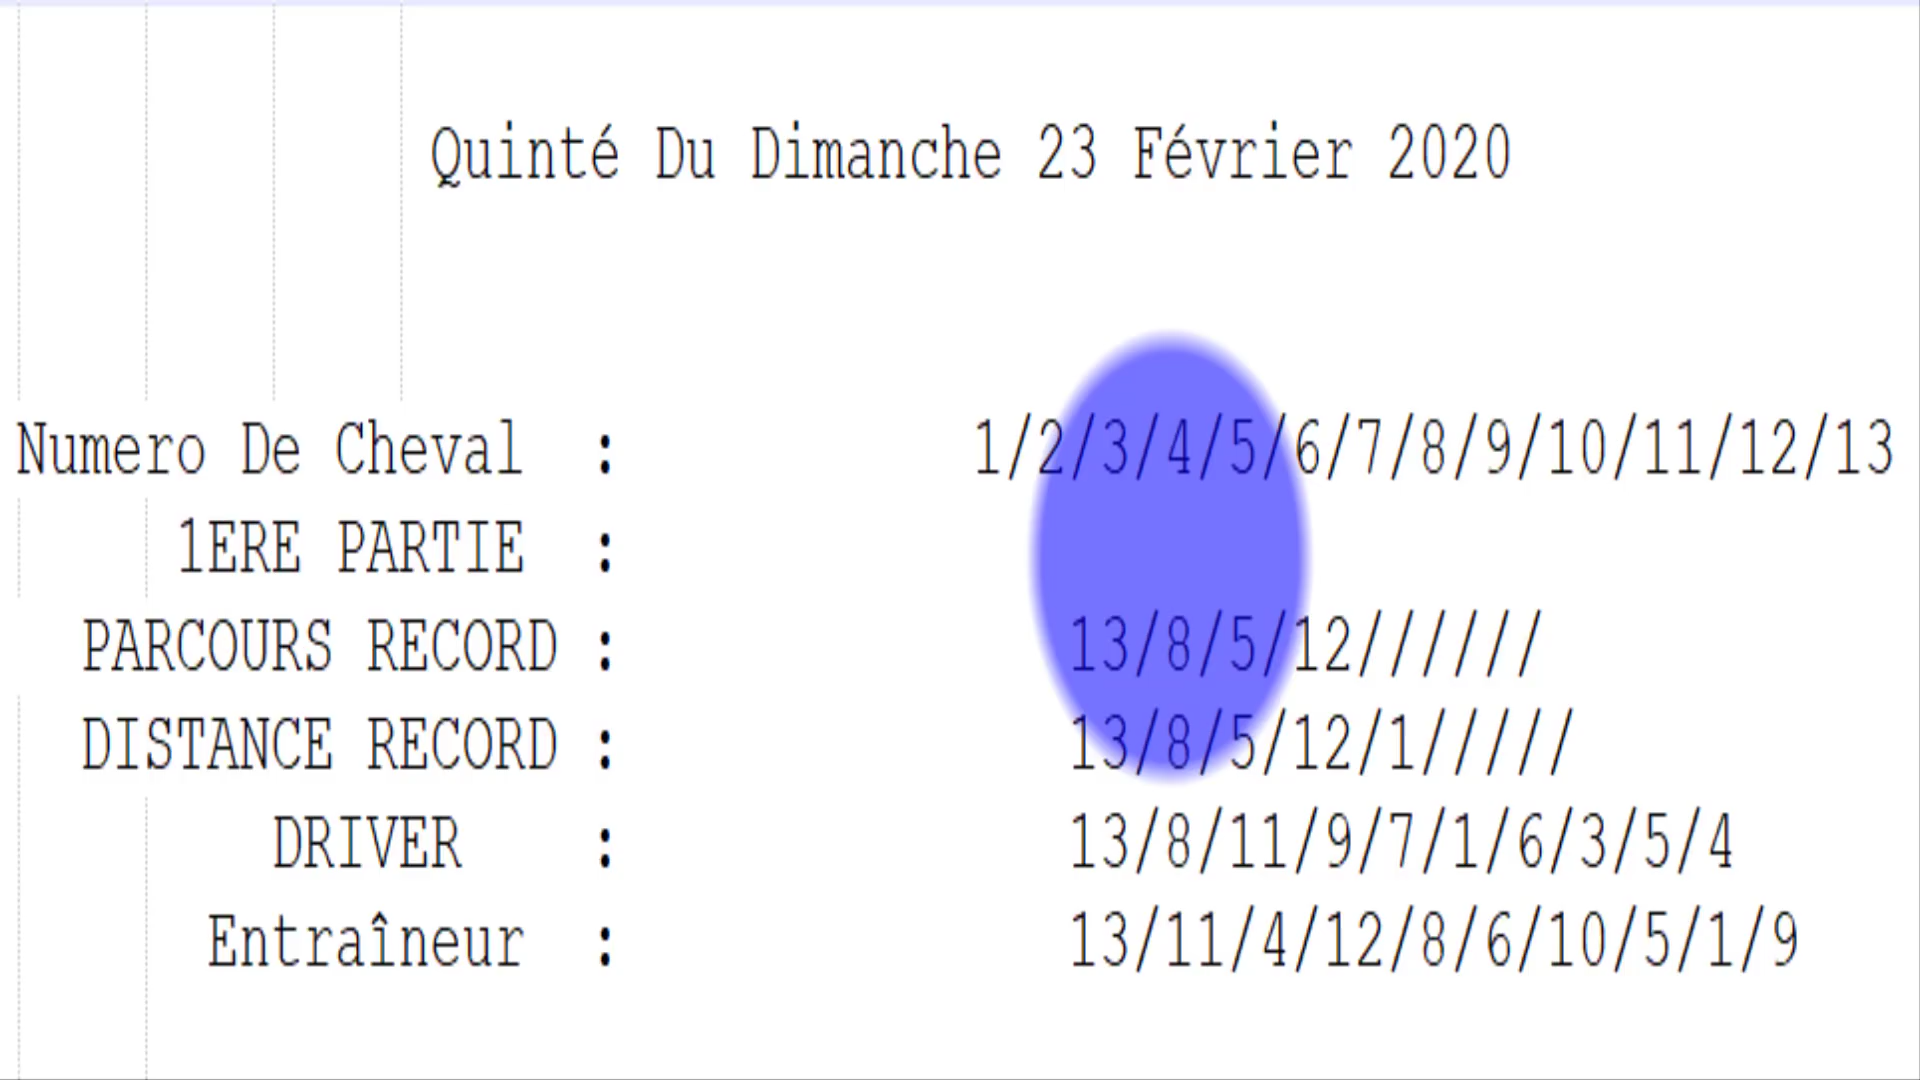 Quinté Du Dimanche 23 Février 2020
Numero De Cheval : 1/2/3/4/5/6/7/8/9/10/11/12/13
1ERE PARTIE :
PARCOURS RECORD : 13/8/5/12//////
DISTANCE RECORD : 13/8/5/12/1/////
DRIVER : 13/8/11/9/7/1/6/3/5/4
Entraîneur : 13/11/4/12/8/6/10/5/1/9